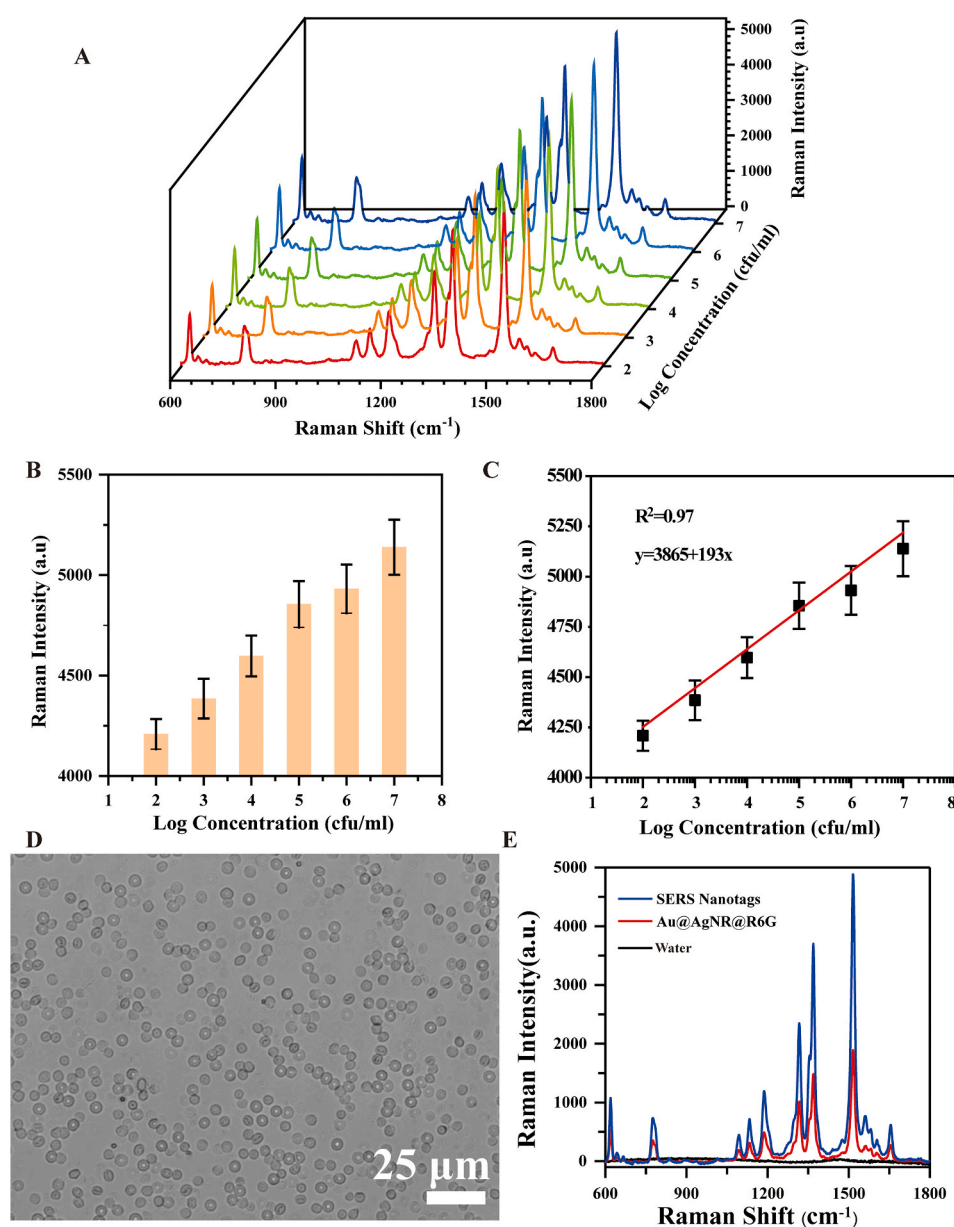 A
5000
4000
3000
2000
1000
0
Raman Intensity (a.u)
7
6
5
4
3
2
Log Concentration (cfu/ml)
600
900
1200
1500
1800
Raman Shift (cm-1)
B
5500
5000
4500
4000
Raman Intensity (a.u)
1 2 3 4 5 6 7 8
Log Concentration (cfu/ml)
C
5500
5250
5000
4750
4500
4250
4000
Raman Intensity (a.u)
R2=0.97
y=3865+193x
1 2 3 4 5 6 7 8
Log Concentration (cfu/ml)
D
25 µm
E
5000
4000
3000
2000
1000
0
Raman Intensity(a.u.)
SERS Nanotags
Au@AgNR@R6G
Water
600 900 1200 1500 1800
Raman Shift (cm-1)